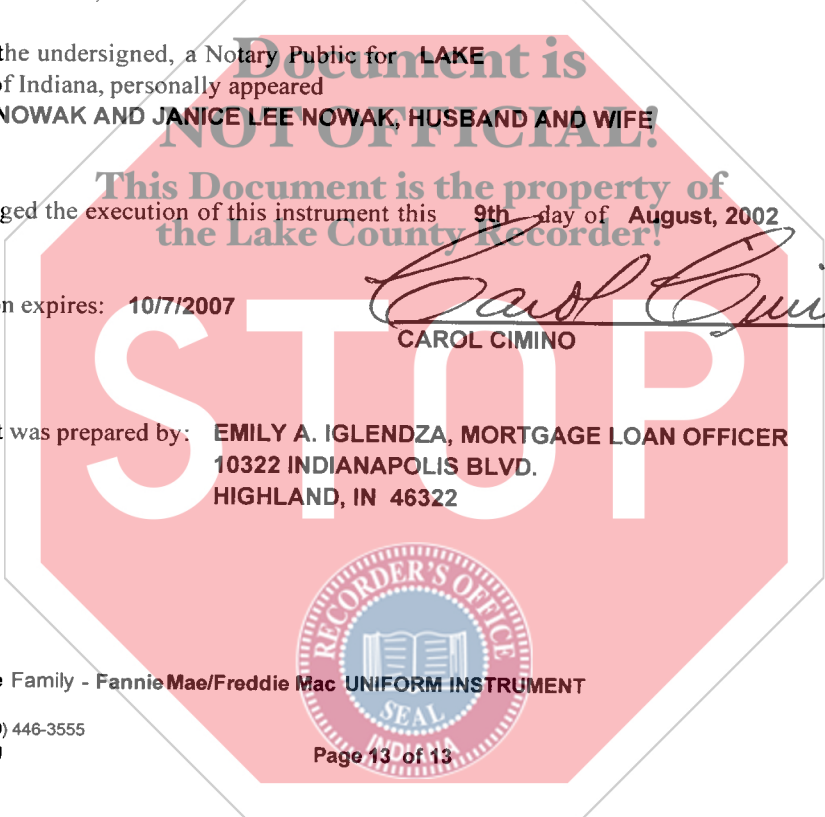 the undersigned, a Notary Public for LAKE
Document is
of Indiana, personally appeared
NOWAK AND JANICE LEE NOWAK, HUSBAND AND WIFE
NOT OFFICIAL!
This Document is the property of
ged the execution of this instrument this 9th day of August, 2002
the Lake County Recorder!
Carol Cimi
n expires: 10/7/2007
CAROL CIMINO
STOP
t was prepared by: EMILY A. IGLENDZA, MORTGAGE LOAN OFFICER
10322 INDIANAPOLIS BLVD.
HIGHLAND, IN 46322
RECORDER'S OFFICE
e Family - Fannie Mae/Freddie Mac UNIFORM INSTRUMENT
SEAL
) 446-3555
INDIANA
Page 13 of 13